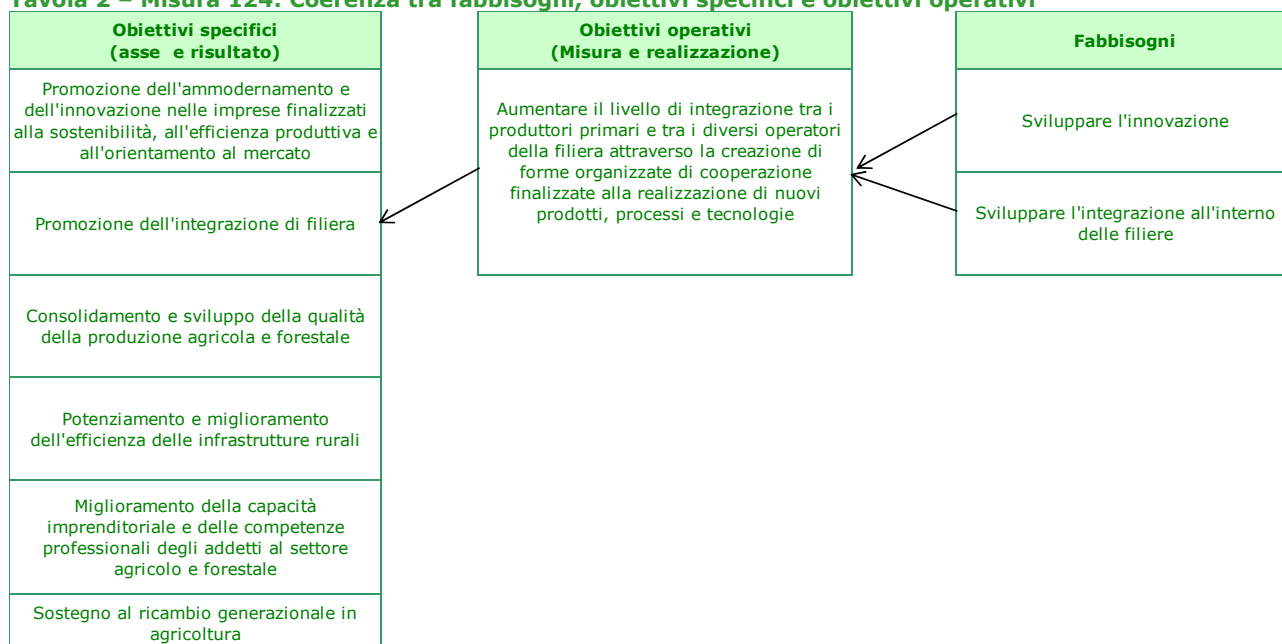 Tavola 2 – Misura 124: Coerenza tra fabbisogni, obiettivi specifici e obiettivi operativi
Obiettivi specifici
(asse e risultato)
Promozione dell'ammodernamento e
dell'innovazione nelle imprese finalizzati
alla sostenibilità, all'efficienza produttiva e
all'orientamento al mercato
Promozione dell'integrazione di filiera
Consolidamento e sviluppo della qualità
della produzione agricola e forestale
Potenziamento e miglioramento
dell'efficienza delle infrastrutture rurali
Miglioramento della capacità
imprenditoriale e delle competenze
professionali degli addetti al settore
agricolo e forestale
Sostegno al ricambio generazionale in
agricoltura
Obiettivi operativi
(Misura e realizzazione)
Aumentare il livello di integrazione tra i
produttori primari e tra i diversi operatori
della filiera attraverso la creazione di
forme organizzate di cooperazione
finalizzate alla realizzazione di nuovi
prodotti, processi e tecnologie
Fabbisogni
Sviluppare l'innovazione
Sviluppare l'integrazione all'interno
delle filiere